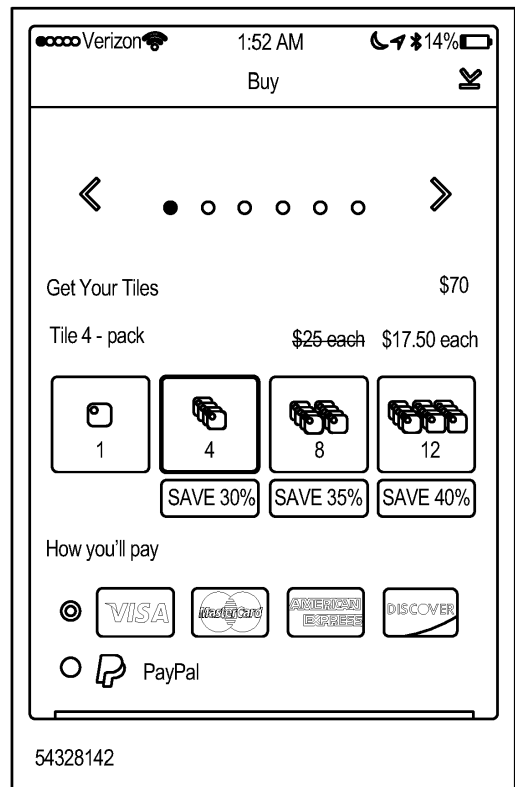 Verizon 1:52 AM 14%
Buy
Get Your Tiles $70
Tile 4 - pack $25 each $17.50 each
1 4 8 12
SAVE 30% SAVE 35% SAVE 40%
How you'll pay
VISA MasterCard AMERICAN EXPRESS DISCOVER
PayPal
54328142